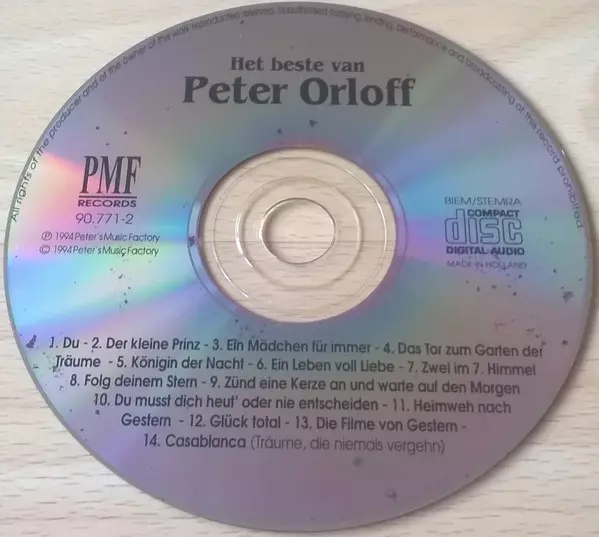 All rights of the producer and of the owner of the work reproduced reserved. Unauthorised copying, lending, performance and broadcasting of this record prohibited
Het beste van
Peter Orloff
PMF
RECORDS
90.771-2
℗ 1994 Peter's Music Factory
© 1994 Peter's Music Factory
BIEM/STEMRA
COMPACT
disc
DIGITAL AUDIO
MADE IN HOLLAND
1. Du - 2. Der kleine Prinz - 3. Ein Mädchen für immer - 4. Das Tor zum Garten der
Träume - 5. Königin der Nacht - 6. Ein Leben voll Liebe - 7. Zwei im 7. Himmel
8. Folg deinem Stern - 9. Zünd eine Kerze an und warte auf den Morgen
10. Du musst dich heut' oder nie entscheiden - 11. Heimweh nach
Gestern - 12. Glück total - 13. Die Filme von Gestern -
14. Casablanca (Träume, die niemals vergehn)